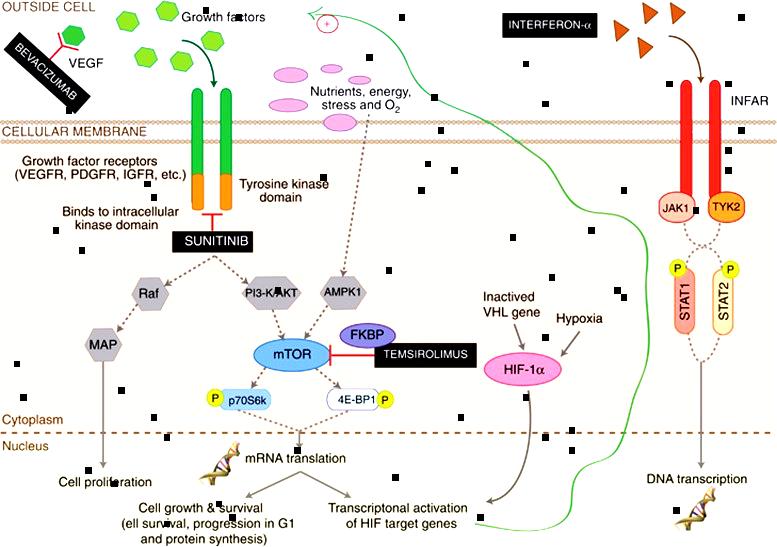 OUTSIDE CELL
Growth factors
INTERFERON-α
BEVACIZUMAB
VEGF
Nutrients, energy,
stress and O2
INFAR
CELLULAR MEMBRANE
Growth factor receptors
(VEGFR, PDGFR, IGFR, etc.)
Tyrosine kinase
domain
Binds to intracellular
kinase domain
JAK1
TYK2
SUNITINIB
P
P
Raf
PI3-K/AKT
AMPK1
STAT1
STAT2
Inactived
VHL gene
Hypoxia
MAP
FKBP
mTOR
TEMSIROLIMUS
HIF-1α
P
p70S6k
4E-BP1
P
Cytoplasm
Nucleus
mRNA translation
Cell proliferation
DNA transcription
Cell growth & survival
(ell survival, progression in G1
and protein synthesis)
Transcriptonal activation
of HIF target genes